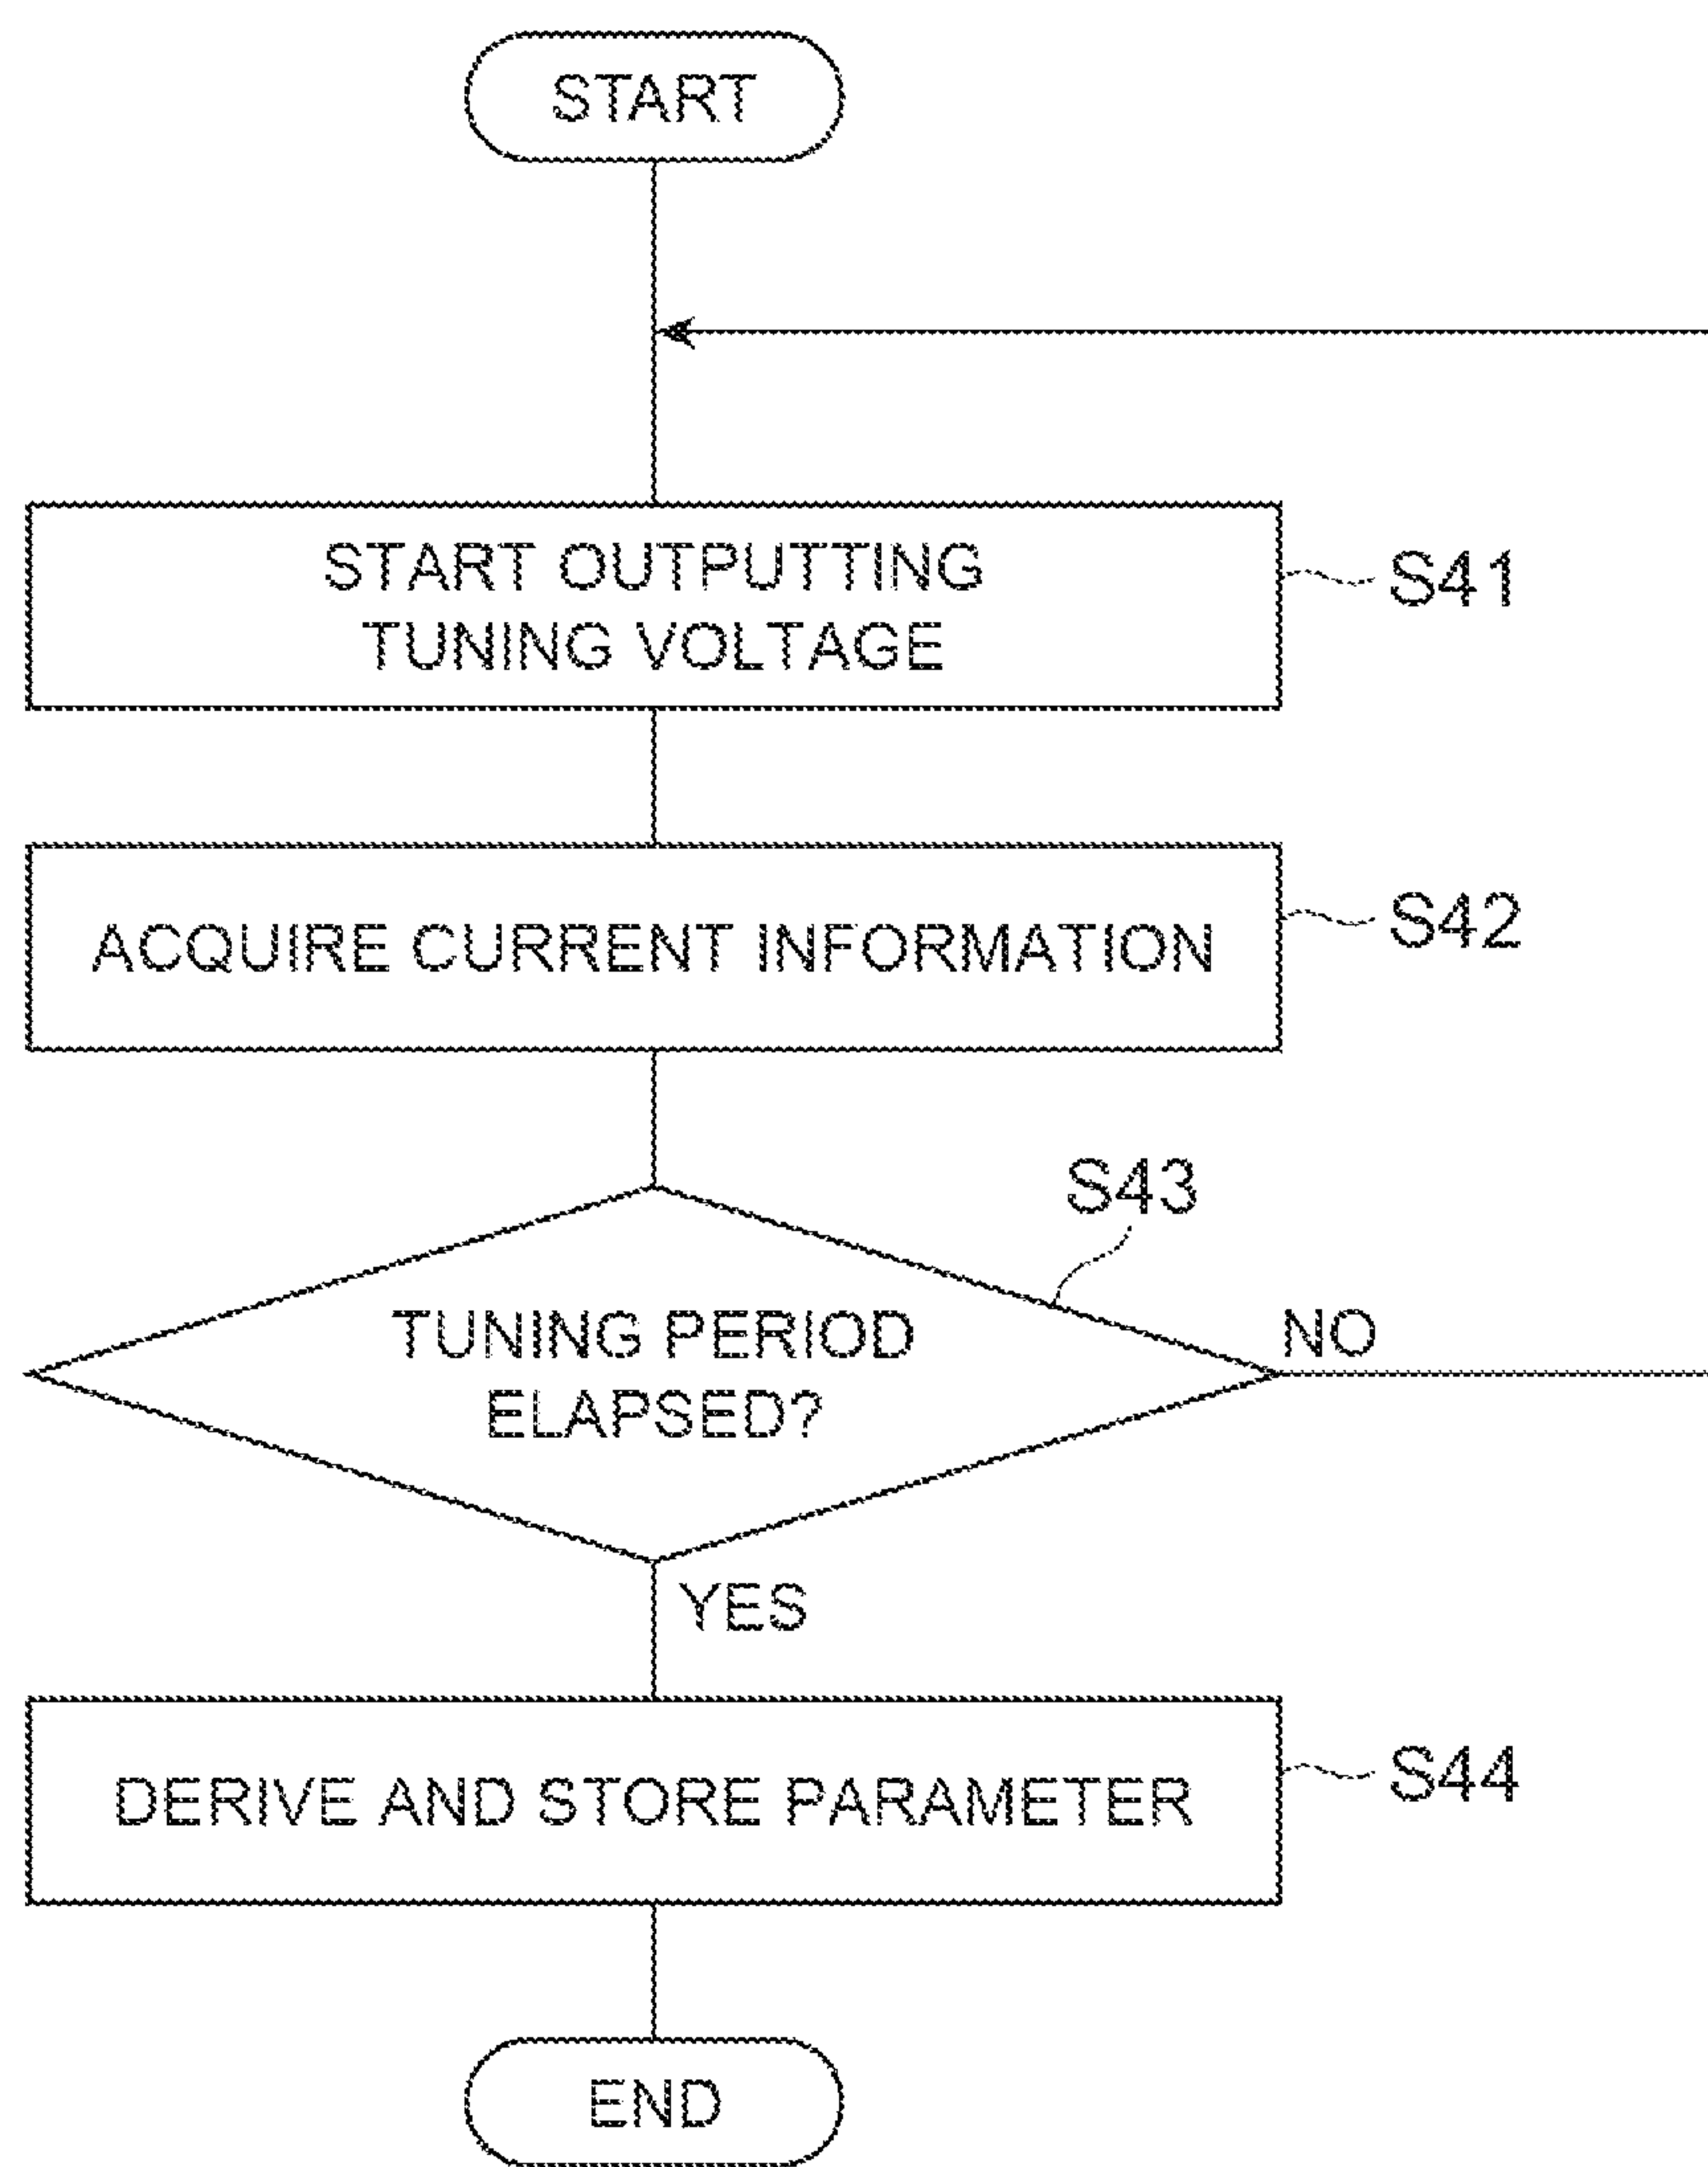 START
START OUTPUTTING
TUNING VOLTAGE
S41
ACQUIRE CURRENT INFORMATION
S42
S43
TUNING PERIOD
ELAPSED?
NO
YES
DERIVE AND STORE PARAMETER
S44
END